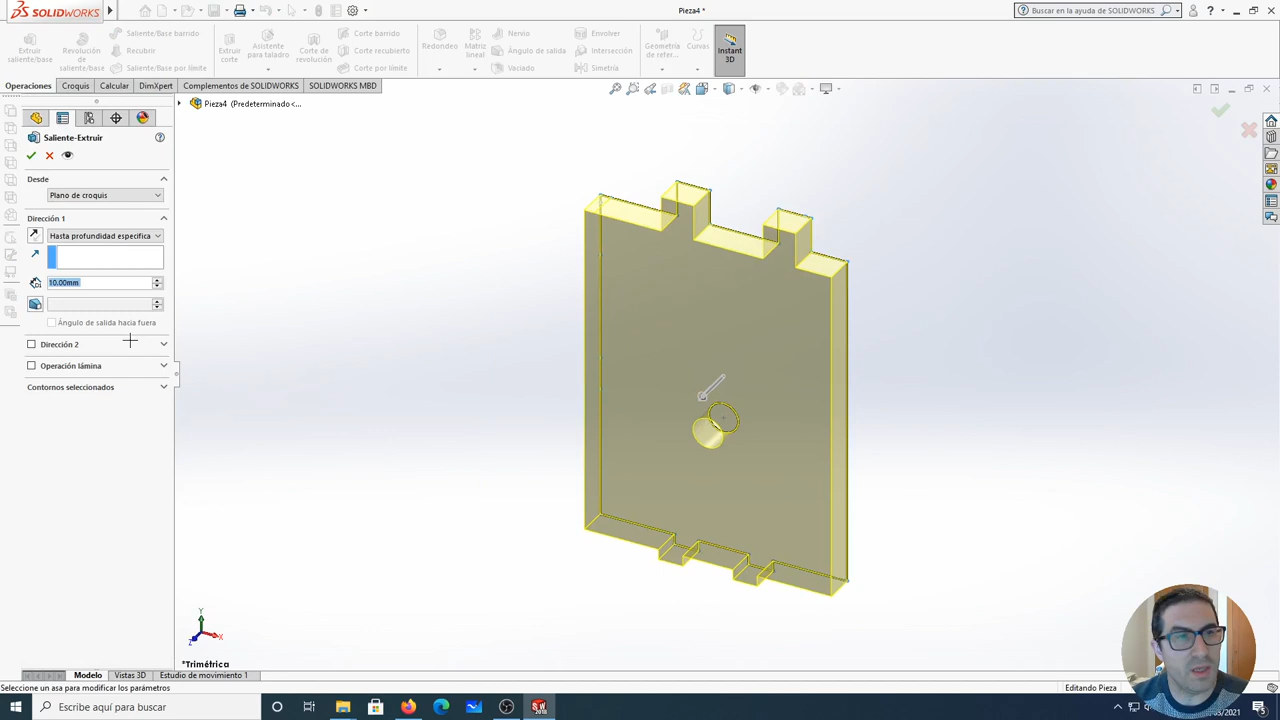 SOLIDWORKS
Pieza4 *
Buscar en la ayuda de SOLIDWORKS
Extruir
saliente/base
Revolución
de
saliente/base
Saliente/Base barrido
Recubrir
Saliente/Base por límite
Extruir
corte
Asistente
para
taladro
Corte de
revolución
Corte barrido
Corte recubierto
Corte por límite
Redondeo
Matriz
lineal
Nervio
Ángulo de salida
Vaciado
Envolver
Intersección
Simetría
Geometría
de refer...
Curvas
Instant
3D
Operaciones
Croquis
Calcular
DimXpert
Complementos de SOLIDWORKS
SOLIDWORKS MBD
Pieza4 (Predeterminado<...
Saliente-Extruir
Desde
Plano de croquis
Dirección 1
Hasta profundidad especifica
10.00mm
Ángulo de salida hacia fuera
Dirección 2
Operación lámina
Contornos seleccionados
Y
X
Z
*Trimétrica
Modelo
Vistas 3D
Estudio de movimiento 1
Seleccione un asa para modificar los parámetros
Editando Pieza
Escribe aquí para buscar